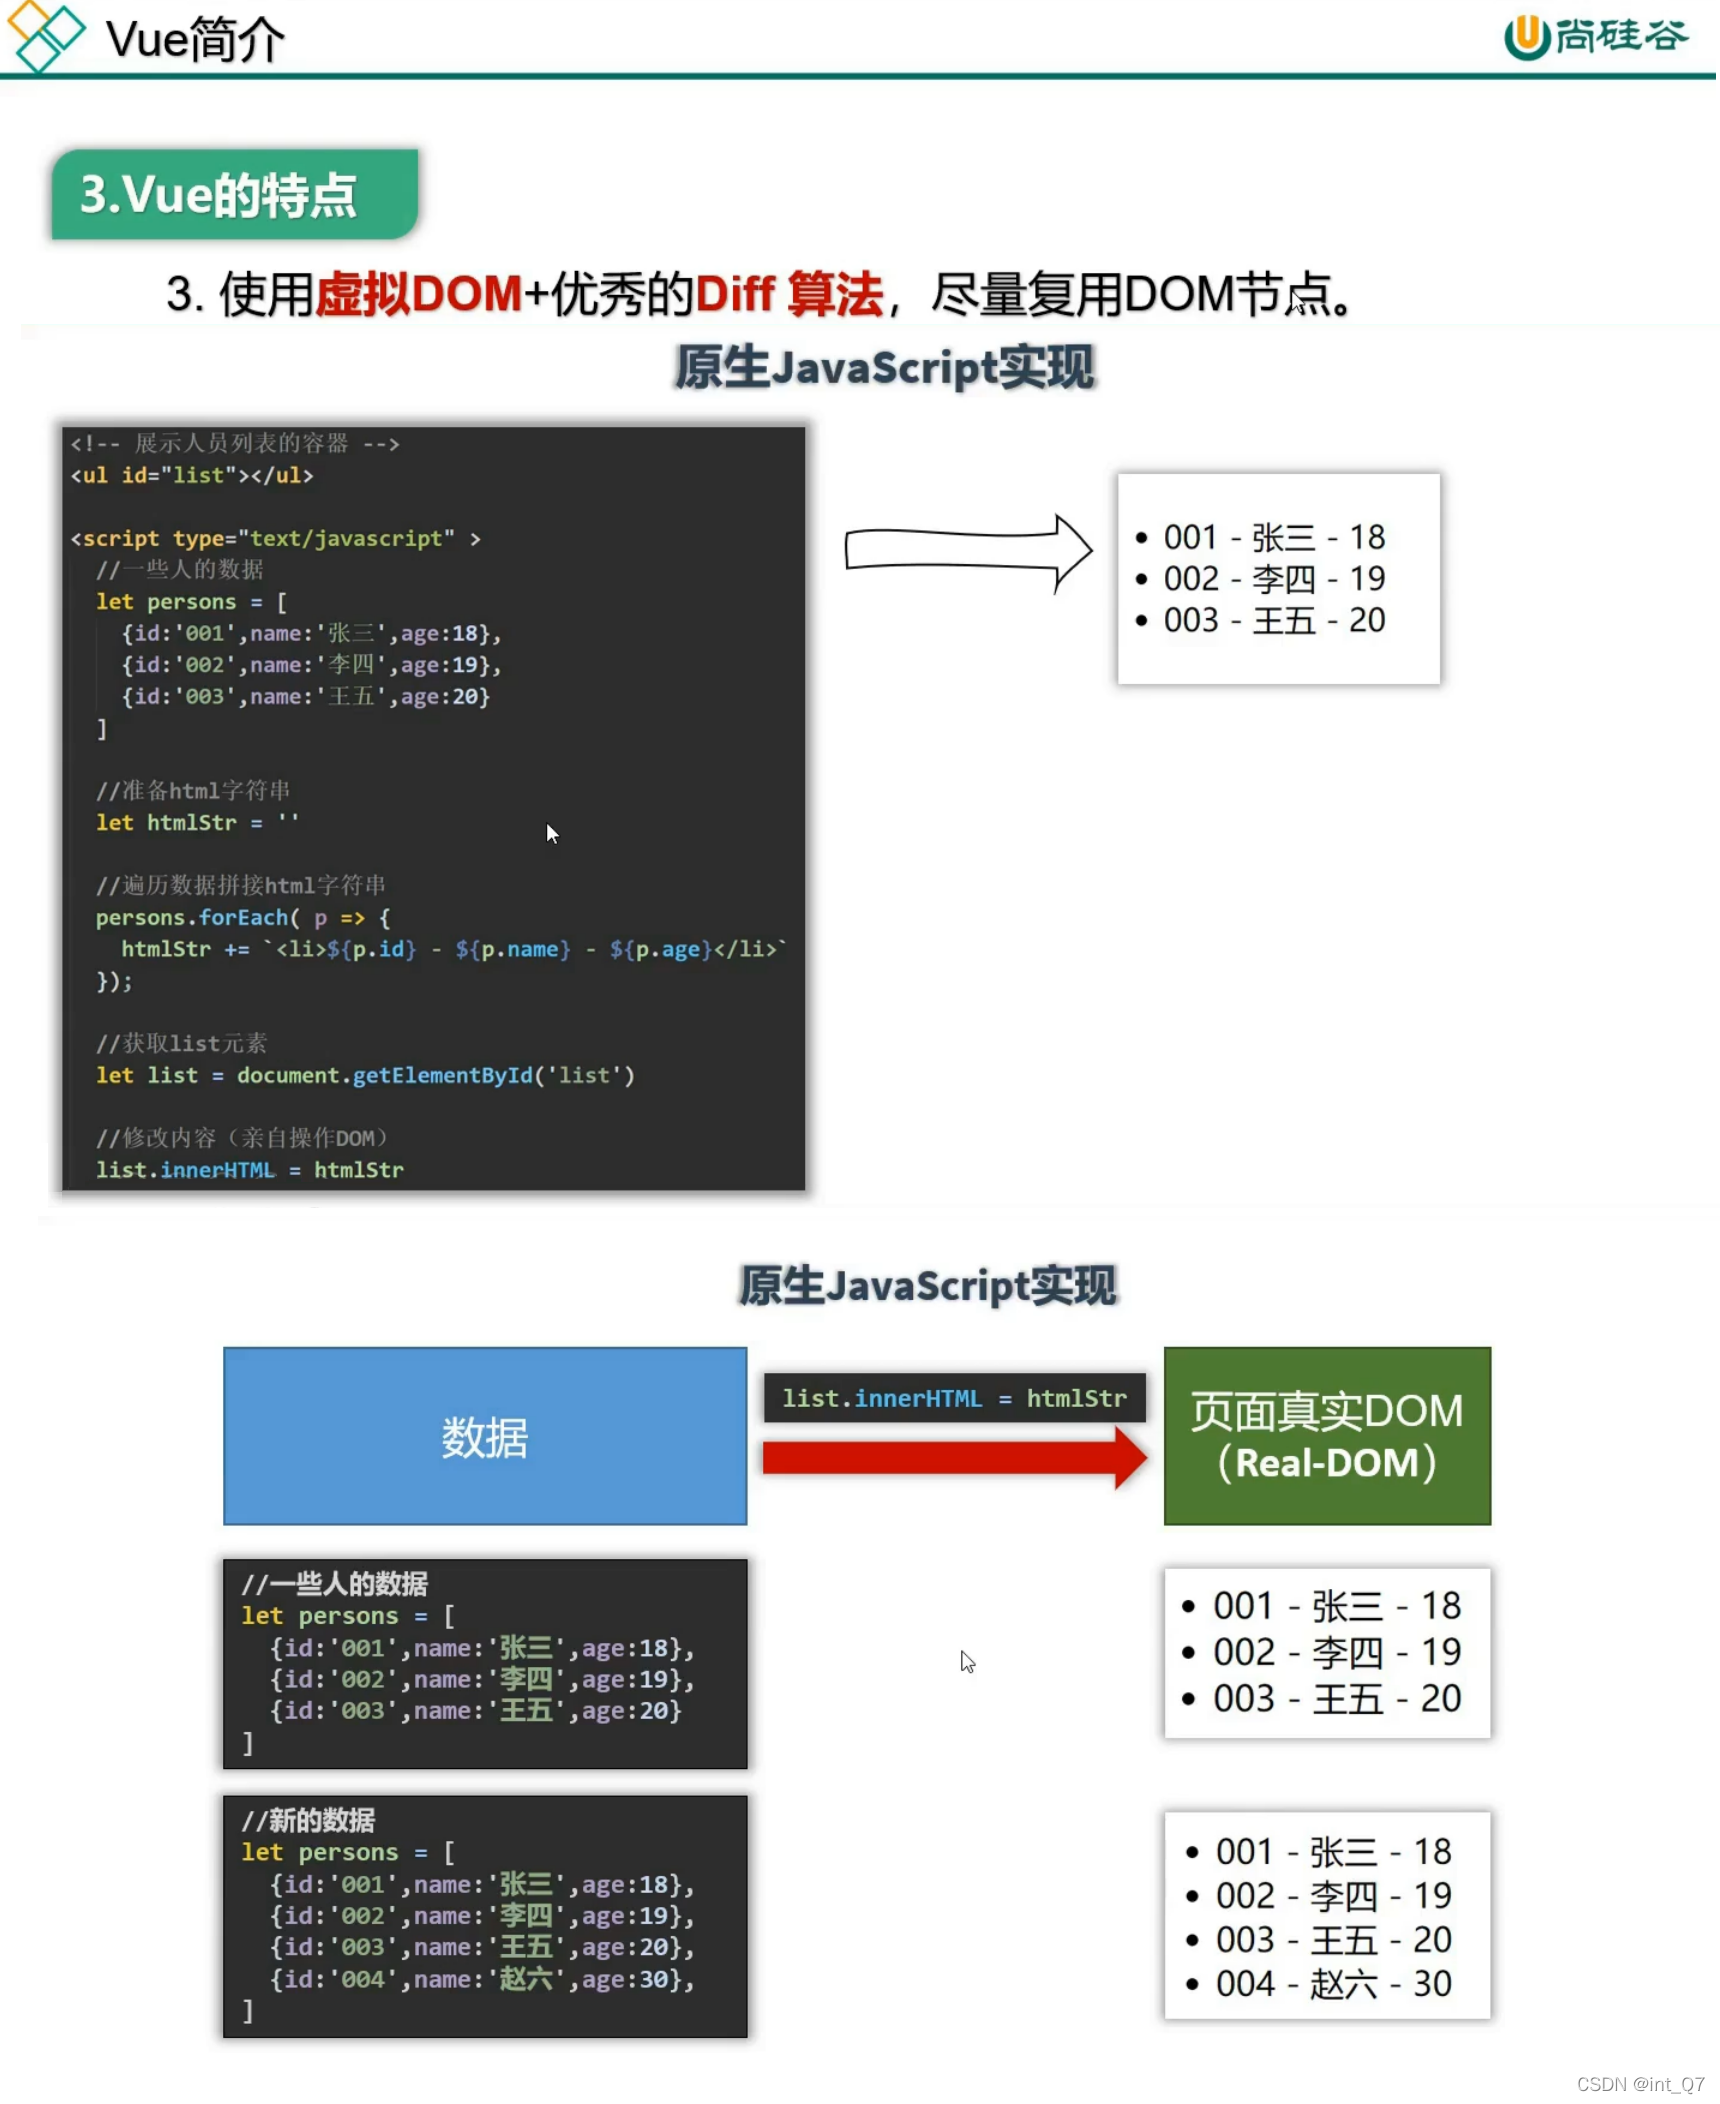 Vue简介
尚硅谷
3.Vue的特点
3. 使用虚拟DOM+优秀的Diff 算法，尽量复用DOM节点。
原生JavaScript实现
<!-- 展示人员列表的容器 -->
<ul id="list"></ul>
<script type="text/javascript" >
//一些人的数据
let persons = [
{id:'001',name:'张三',age:18},
{id:'002',name:'李四',age:19},
{id:'003',name:'王五',age:20}
]
//准备html字符串
let htmlStr = ''
//遍历数据拼接html字符串
persons.forEach( p => {
htmlStr += `<li>${p.id} - ${p.name} - ${p.age}</li>`
});
//获取list元素
let list = document.getElementById('list')
//修改内容（亲自操作DOM）
list.innerHTML = htmlStr
• 001 - 张三 - 18
• 002 - 李四 - 19
• 003 - 王五 - 20
原生JavaScript实现
数据
list.innerHTML = htmlStr
页面真实DOM
（Real-DOM）
//一些人的数据
let persons = [
{id:'001',name:'张三',age:18},
{id:'002',name:'李四',age:19},
{id:'003',name:'王五',age:20}
]
• 001 - 张三 - 18
• 002 - 李四 - 19
• 003 - 王五 - 20
//新的数据
let persons = [
{id:'001',name:'张三',age:18},
{id:'002',name:'李四',age:19},
{id:'003',name:'王五',age:20},
{id:'004',name:'赵六',age:30},
]
• 001 - 张三 - 18
• 002 - 李四 - 19
• 003 - 王五 - 20
• 004 - 赵六 - 30
CSDN @int_Q7